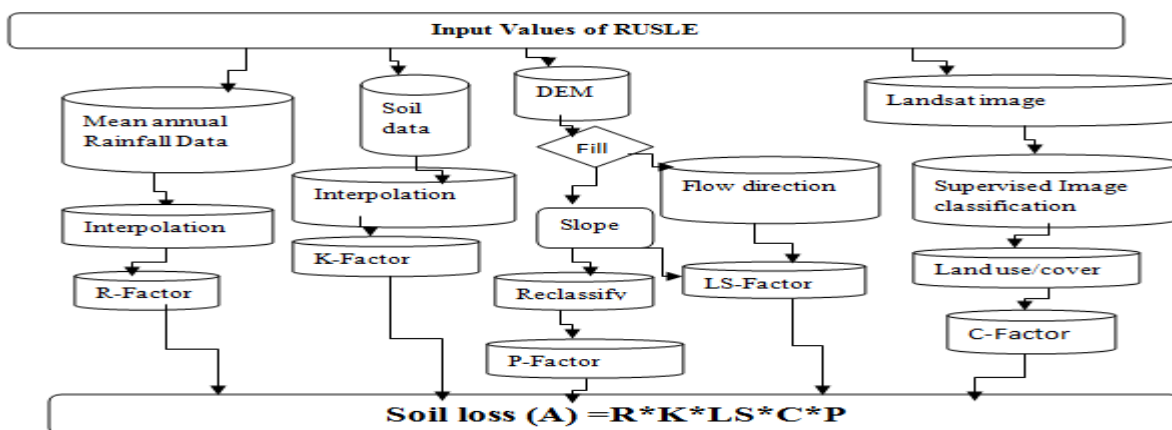 Input Values of RUSLE
Mean annual
Rainfall Data
Soil
data
DEM
Landsat image
Fill
Interpolation
Flow direction
Supervised Image
classification
Interpolation
Slope
K-Factor
Land use/cover
R-Factor
Reclassify
LS-Factor
C-Factor
P-Factor
Soil loss (A) =R*K*LS*C*P